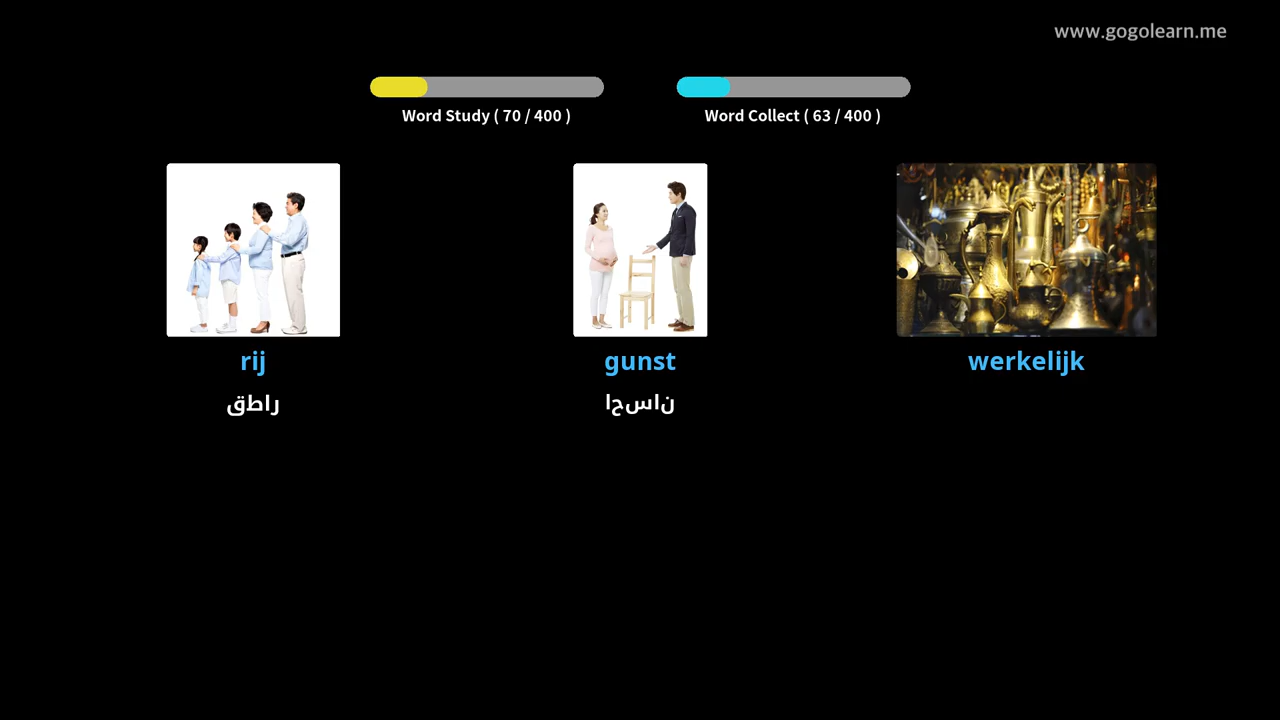 www.gogolearn.me
Word Study ( 70 / 400 )
Word Collect ( 63 / 400 )
rij
راطق
gunst
ناسحا
werkelijk